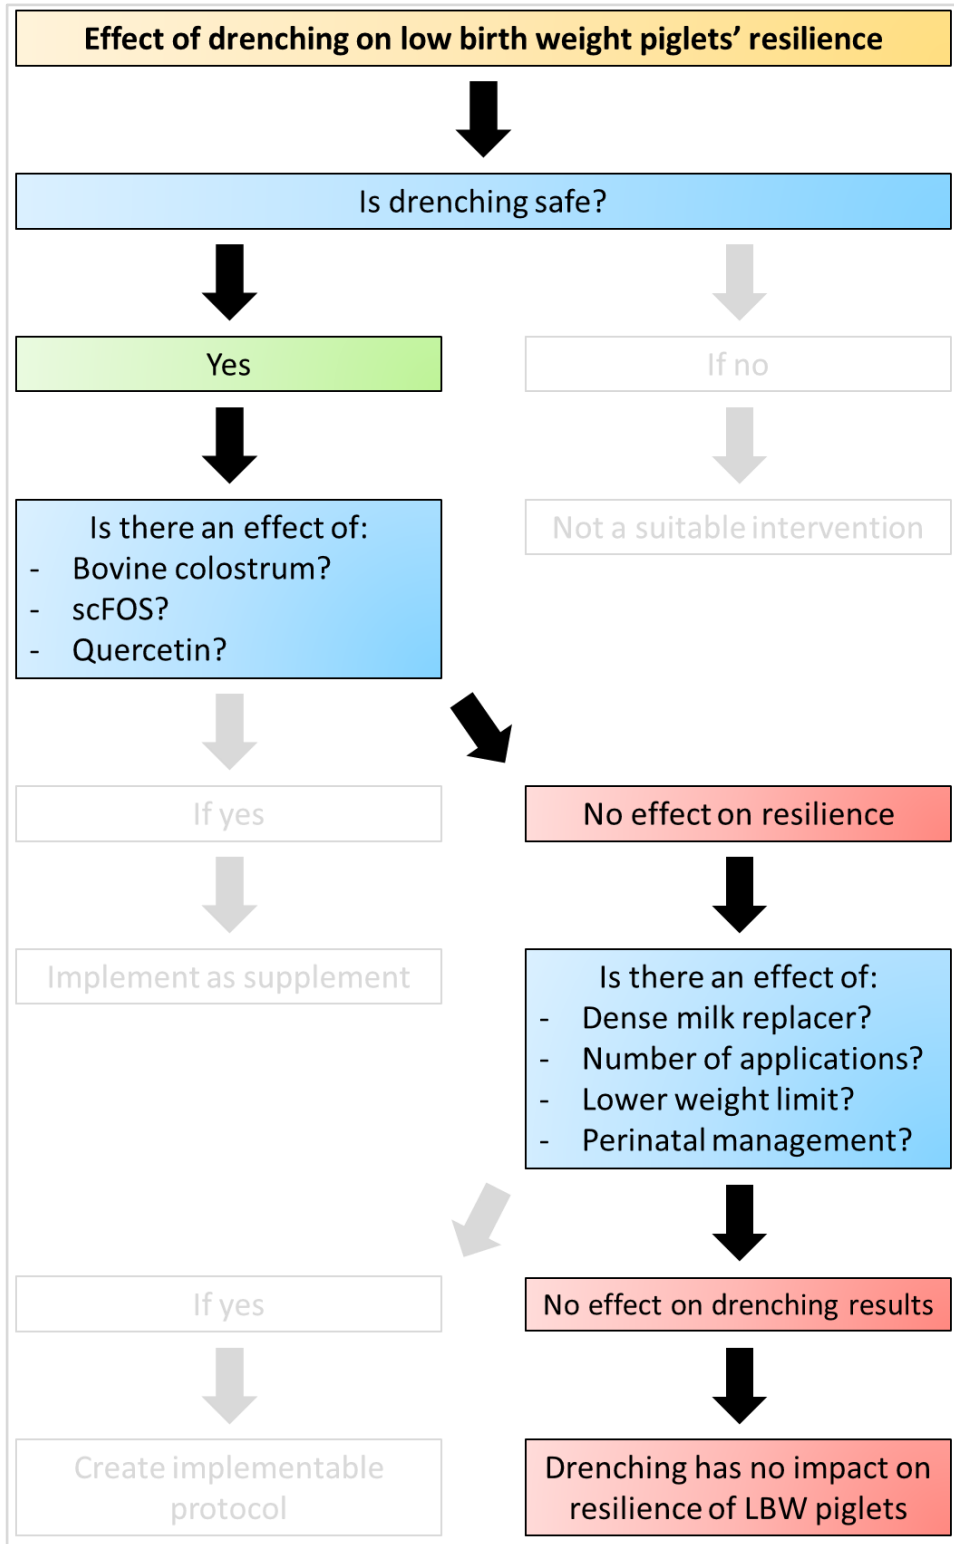 Effect of drenching on low birth weight piglets’ resilience
Is drenching safe?
Yes
If no
Is there an effect of:
- Bovine colostrum?
- scFOS?
- Quercetin?
Not a suitable intervention
If yes
No effect on resilience
Implement as supplement
Is there an effect of:
- Dense milk replacer?
- Number of applications?
- Lower weight limit?
- Perinatal management?
If yes
No effect on drenching results
Create implementable
protocol
Drenching has no impact on
resilience of LBW piglets